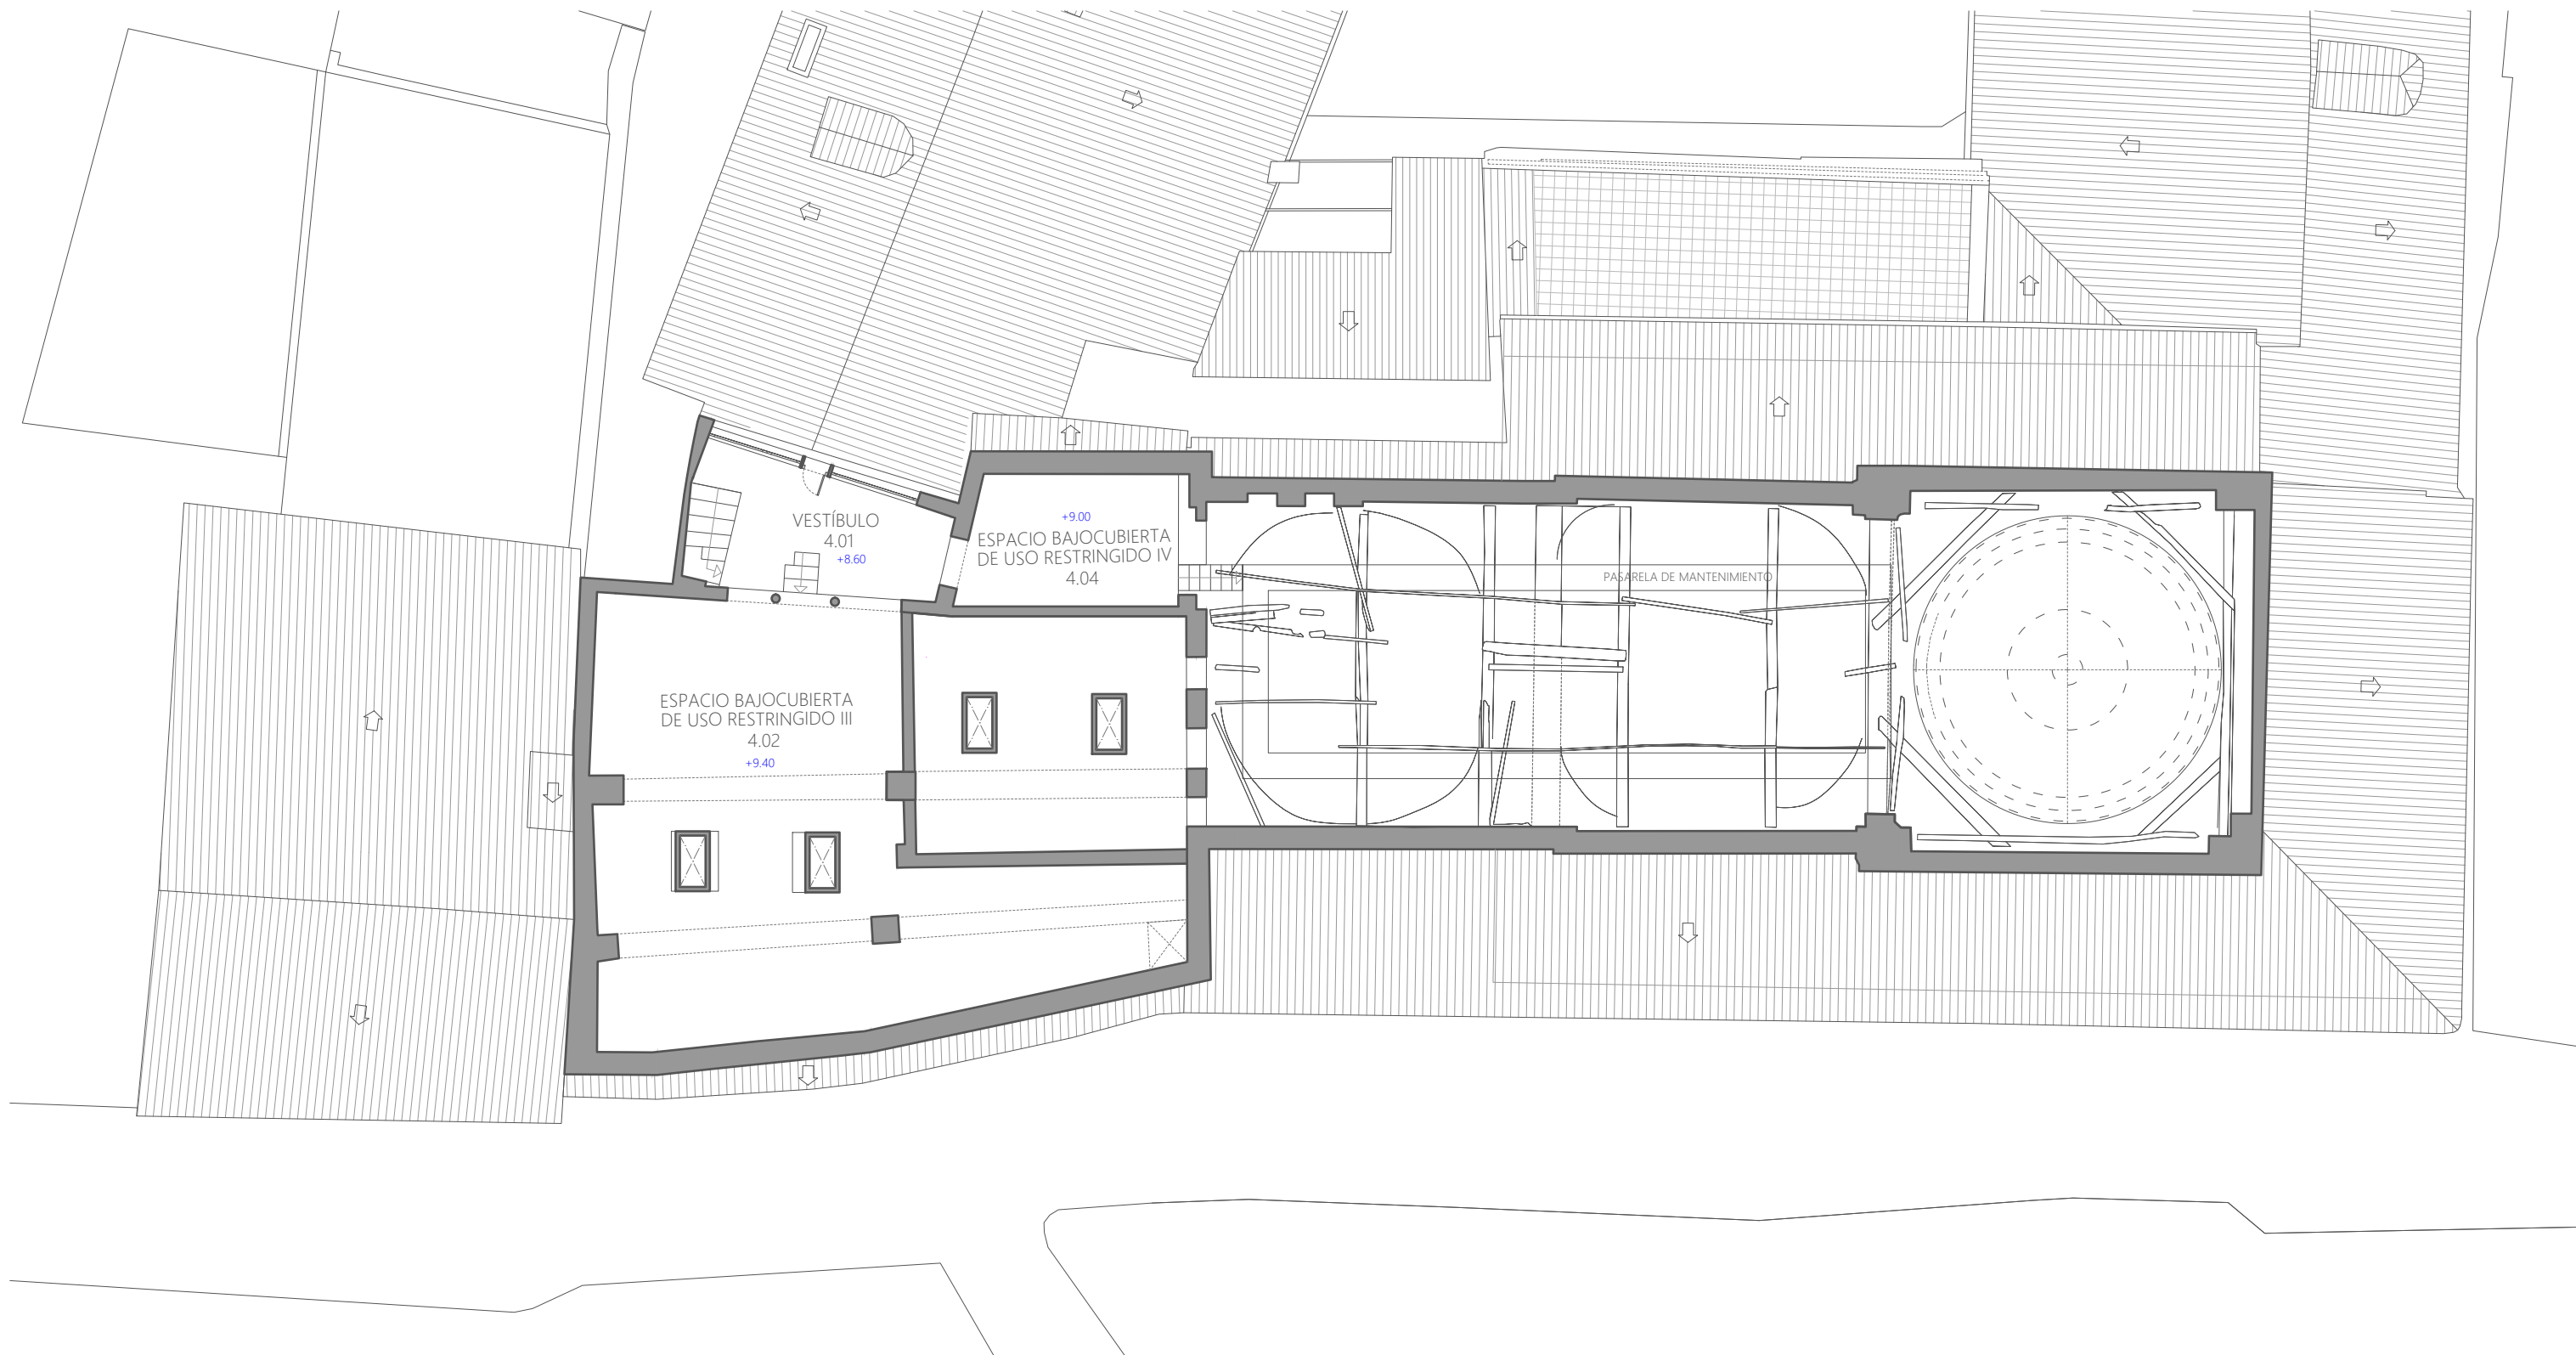 VESTÍBULO
4.01
+8.60
+9.00
ESPACIO BAJOCUBIERTA
DE USO RESTRINGIDO IV
4.04
PASARELA DE MANTENIMIENTO
ESPACIO BAJOCUBIERTA
DE USO RESTRINGIDO III
4.02
+9.40